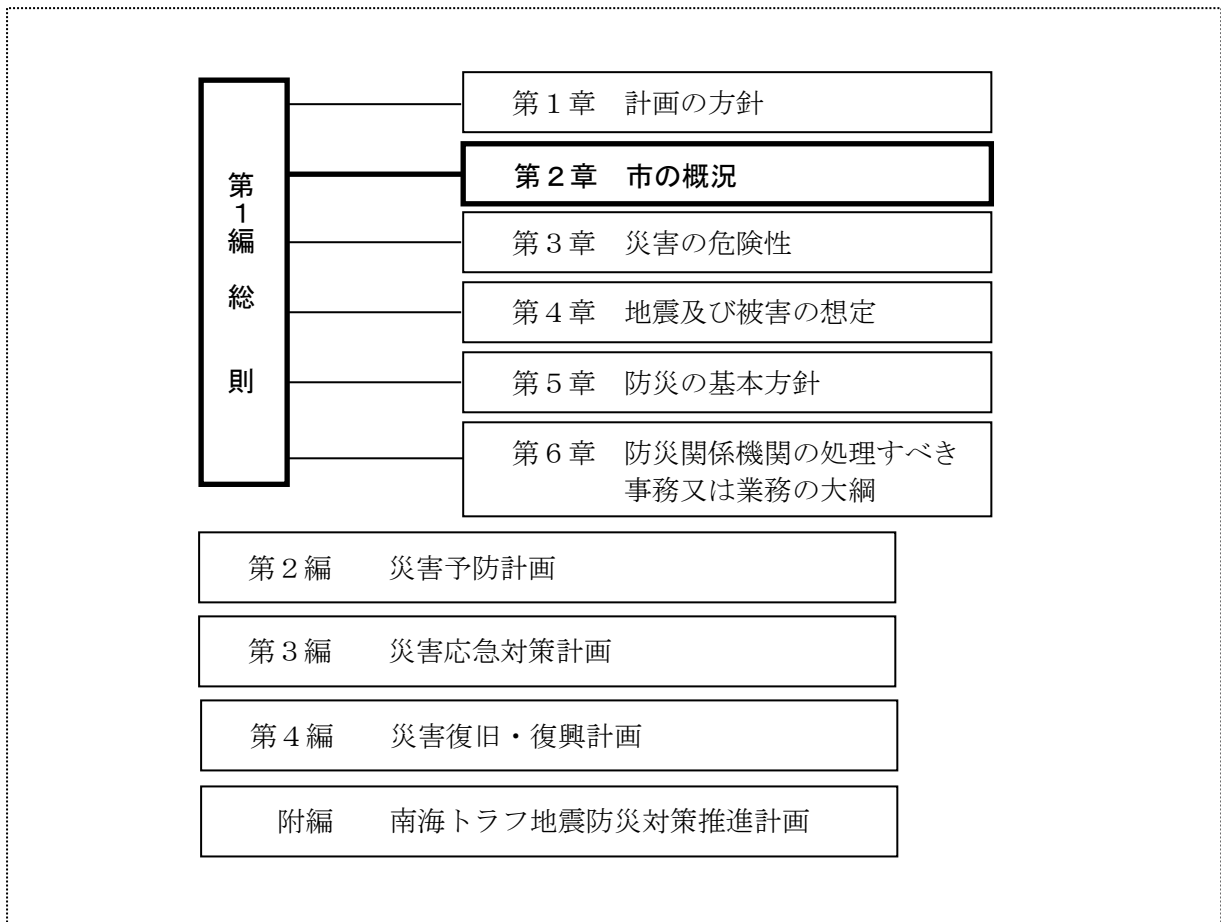 第１編 総 則
第１章 計画の方針
第２章 市の概況
第３章 災害の危険性
第４章 地震及び被害の想定
第５章 防災の基本方針
第６章 防災関係機関の処理すべき
事務又は業務の大綱
第２編 災害予防計画
第３編 災害応急対策計画
第４編 災害復旧・復興計画
附編 南海トラフ地震防災対策推進計画